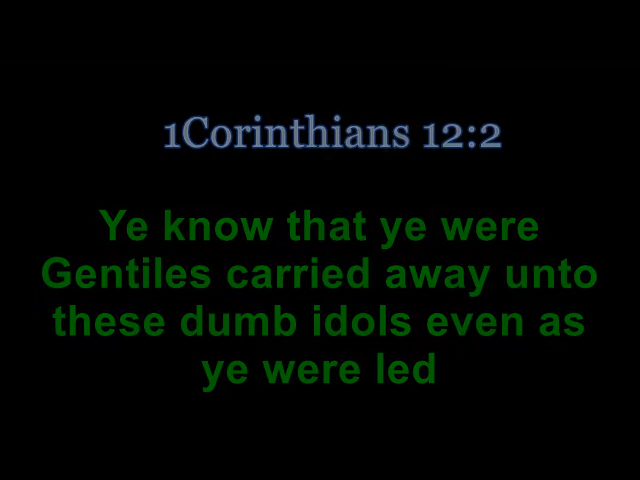 1Corinthians 12:2
Ye know that ye were
Gentiles carried away unto
these dumb idols even as
ye were led